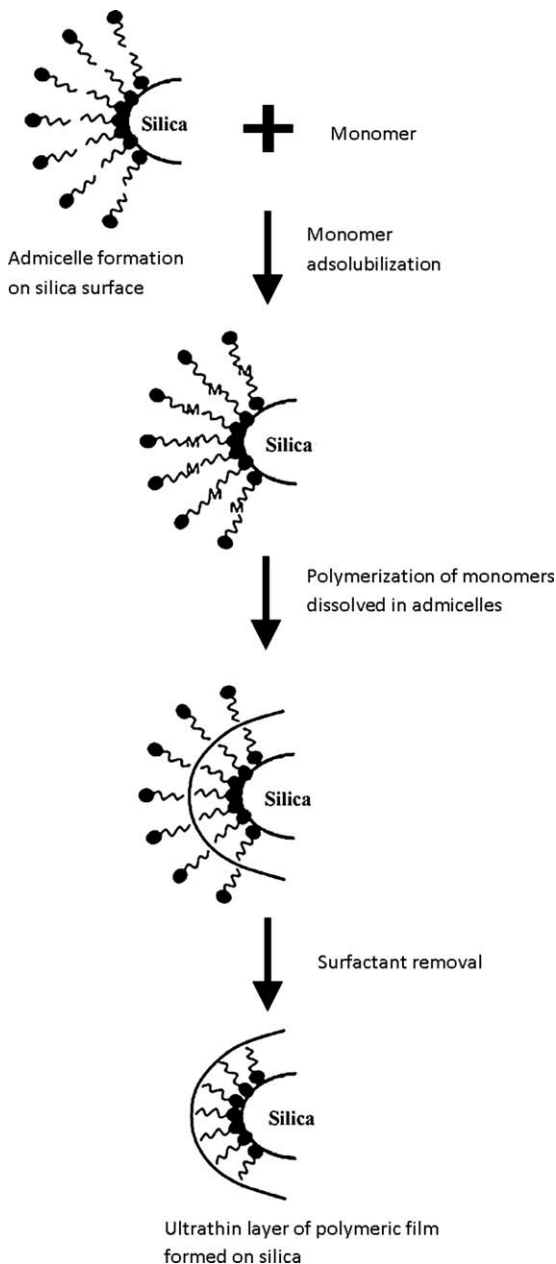 Silica
Monomer
Admicelle formation
on silica surface
Monomer
adsolubilization
M
M
M
M
M
M
M
Silica
Polymerization of monomers
dissolved in admicelles
Silica
Surfactant removal
Silica
Ultrathin layer of polymeric film
formed on silica